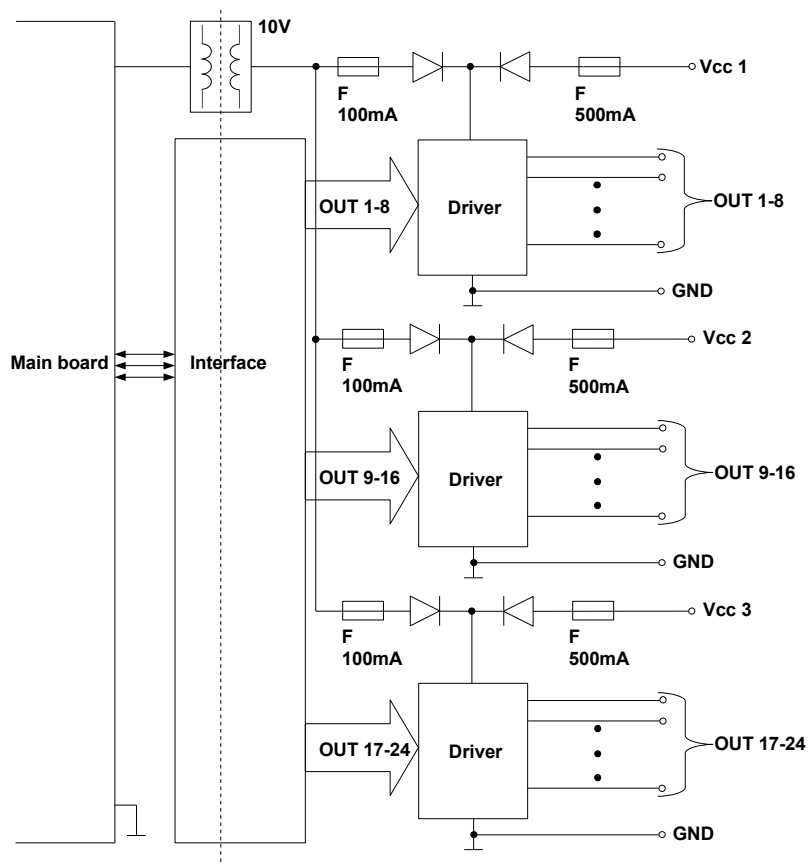 10V
Vcc 1
F
100mA
F
500mA
OUT 1-8
Driver
OUT 1-8
GND
Vcc 2
F
100mA
F
500mA
Main board
Interface
OUT 9-16
Driver
OUT 9-16
GND
Vcc 3
F
100mA
F
500mA
OUT 17-24
Driver
OUT 17-24
GND